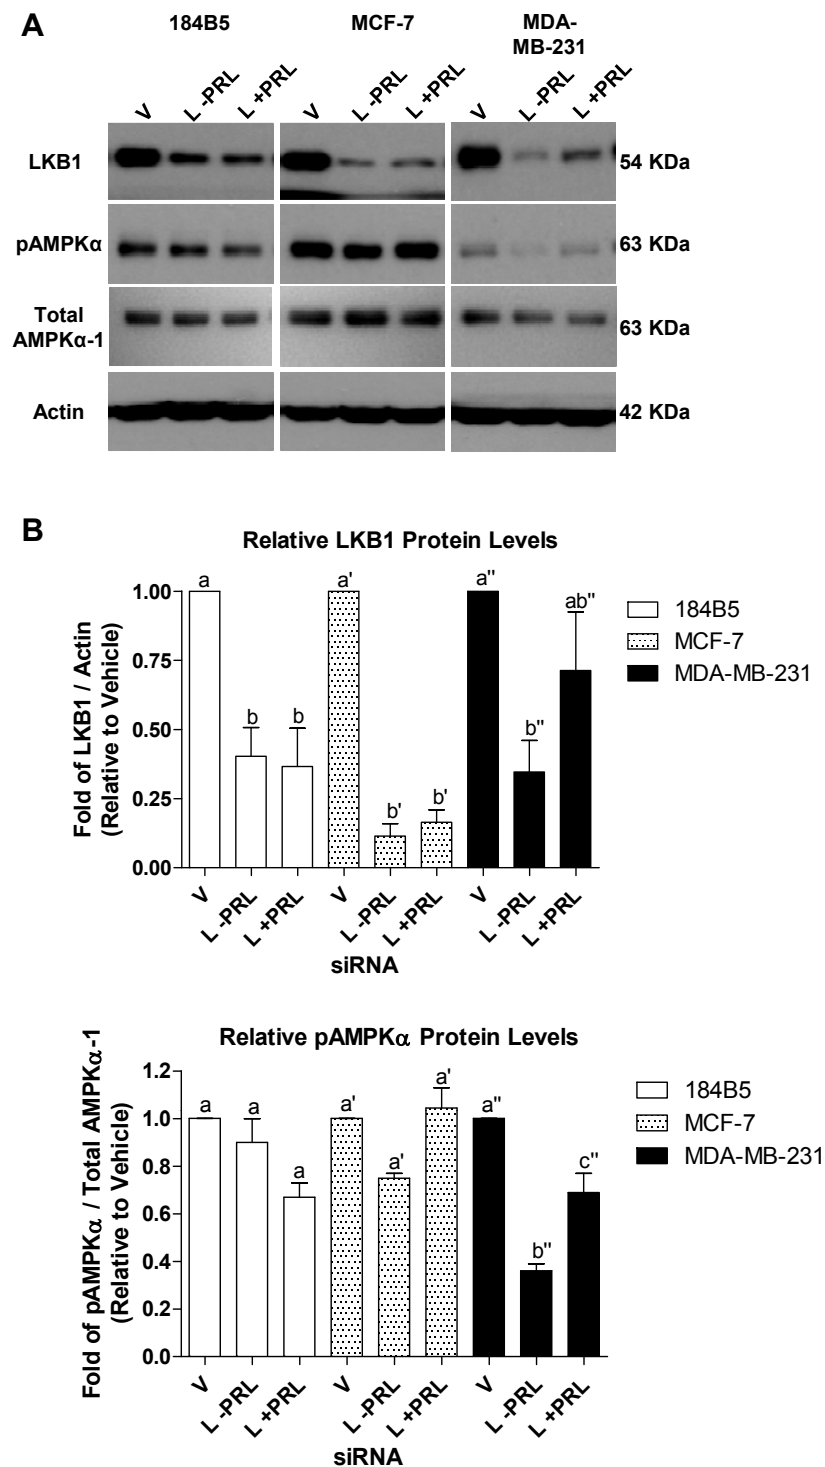 A
184B5
MCF-7
MDA-
MB-231
V
L -PRL
L +PRL
V
L -PRL
L +PRL
V
L -PRL
L +PRL
LKB1
54 KDa
pAMPKα
63 KDa
Total
AMPKα-1
63 KDa
Actin
42 KDa
B
Relative LKB1 Protein Levels
Fold of LKB1 / Actin
(Relative to Vehicle)
1.00
0.75
0.50
0.25
0.00
a
b
b
a'
b'
b'
a''
b''
ab''
184B5
MCF-7
MDA-MB-231
V
L -PRL
L +PRL
V
L -PRL
L +PRL
V
L -PRL
L +PRL
siRNA
Relative pAMPKα Protein Levels
Fold of pAMPKα / Total AMPKα-1
(Relative to Vehicle)
1.2
1.0
0.8
0.6
0.4
0.2
0.0
a
a
a
a'
a'
a'
a''
b''
c''
184B5
MCF-7
MDA-MB-231
V
L -PRL
L +PRL
V
L -PRL
L +PRL
V
L -PRL
L +PRL
siRNA